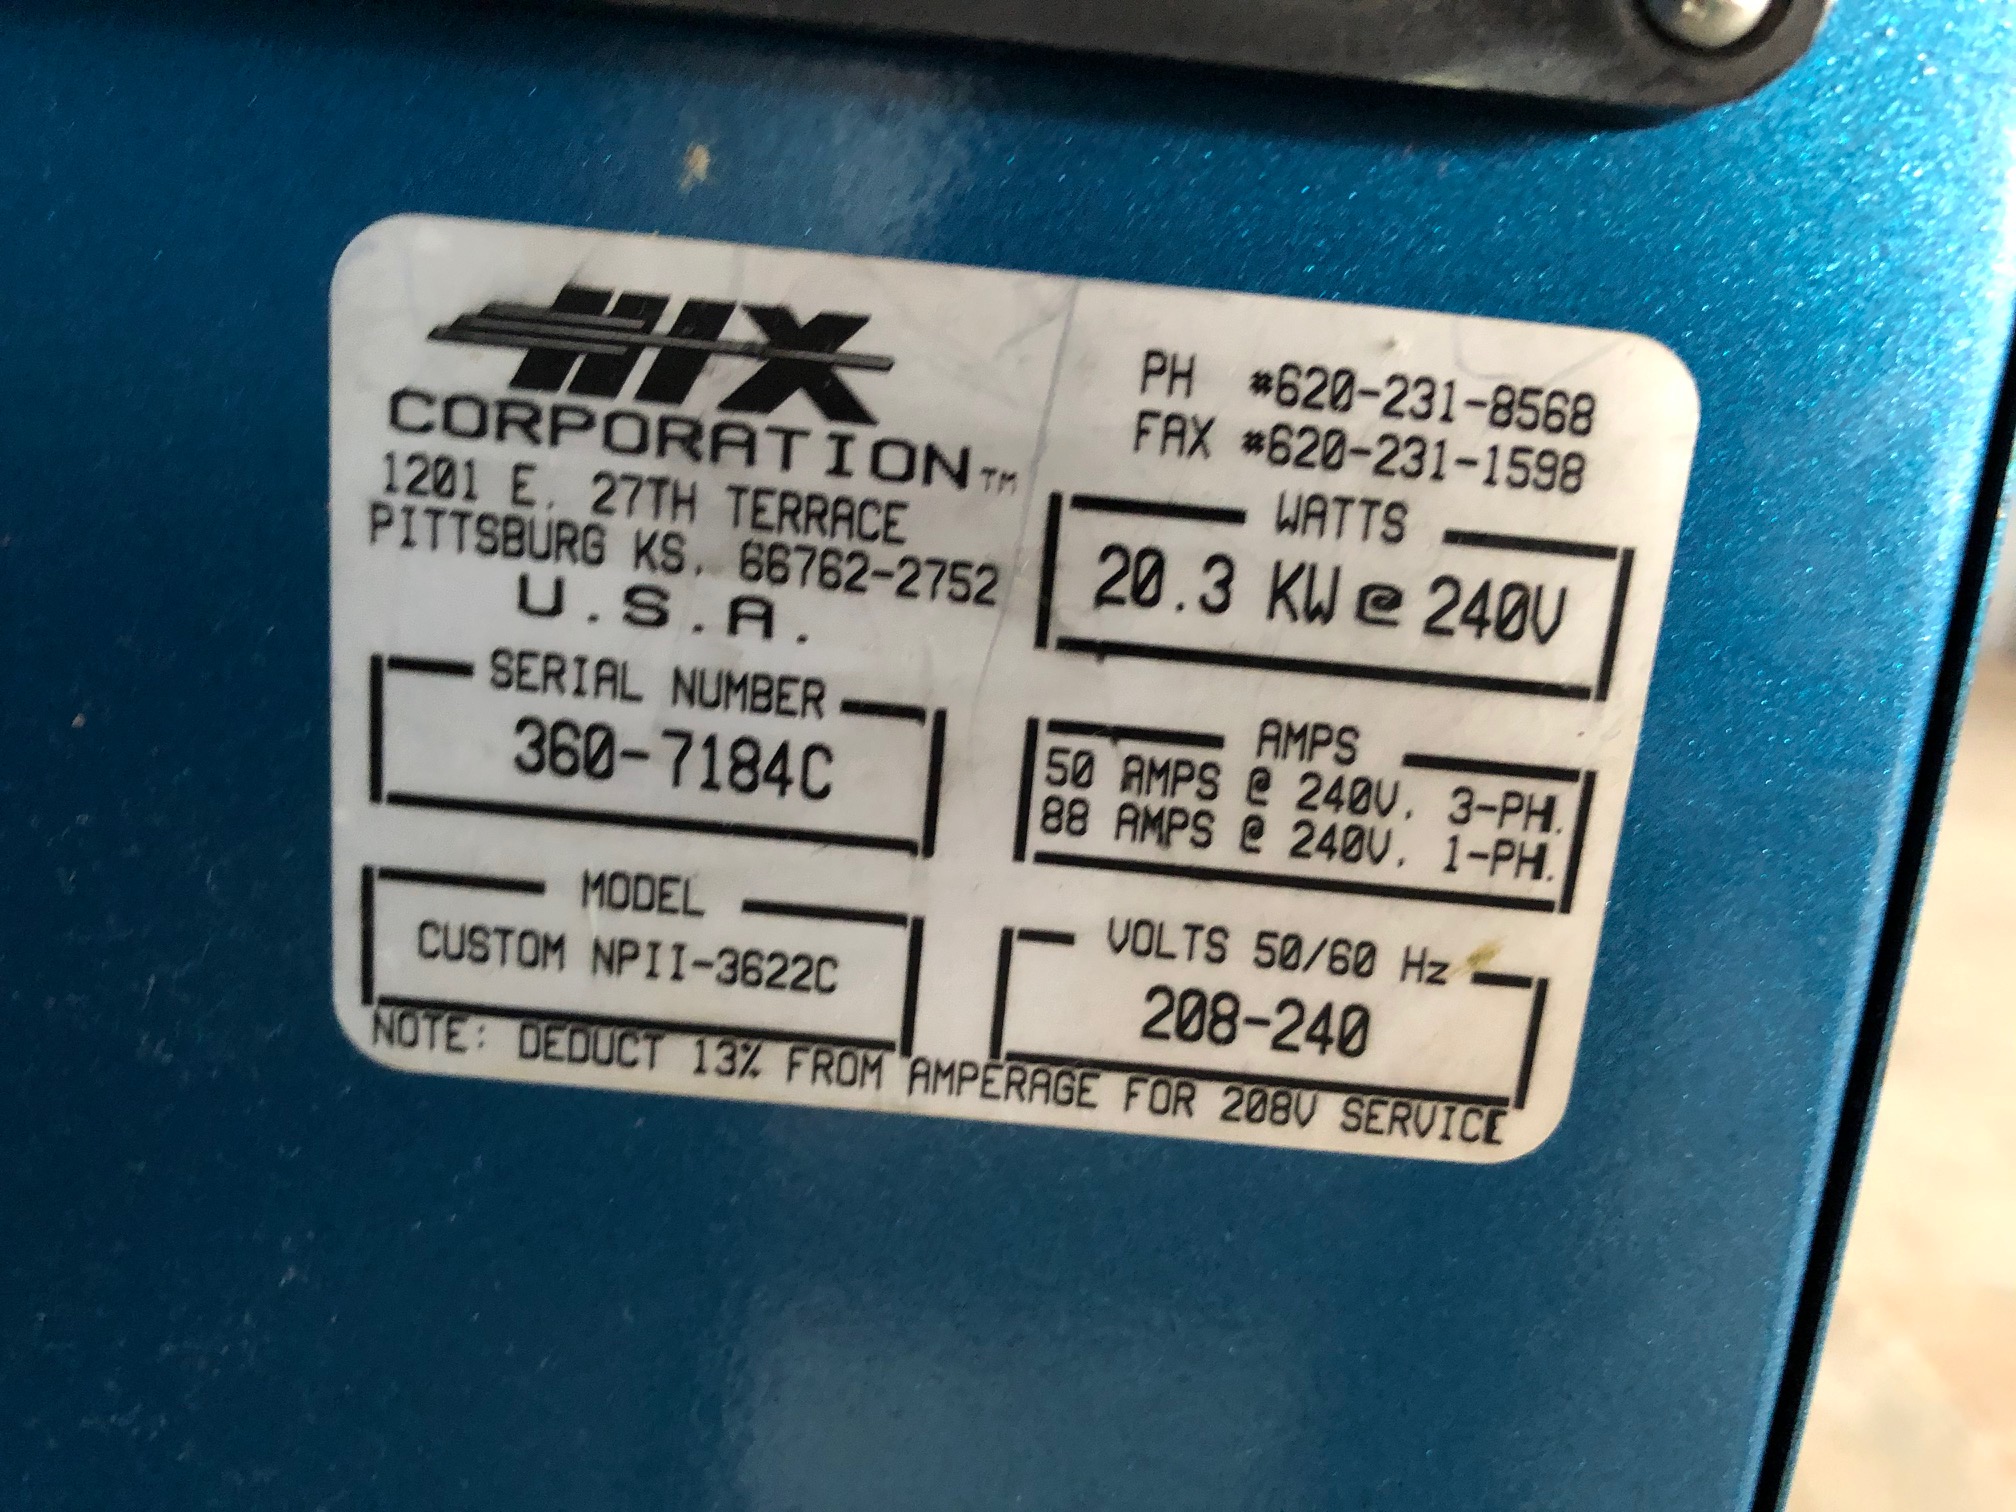 HIX
CORPORATION™
1201 E. 27TH TERRACE
PITTSBURG KS. 66762-2752
U.S.A.
PH #620-231-8568
FAX #620-231-1598
WATTS
20.3 KW @ 240V
SERIAL NUMBER
360-7184C
AMPS
50 AMPS @ 240V. 3-PH.
88 AMPS @ 240V. 1-PH.
MODEL
CUSTOM NPII-3622C
VOLTS 50/60 Hz
208-240
NOTE: DEDUCT 13% FROM AMPERAGE FOR 208V SERVICE